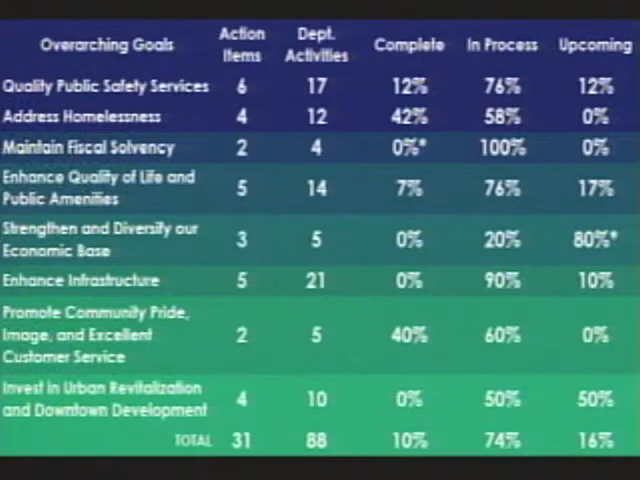 Overarching Goals Action Items Dept. Activities Complete In Process Upcoming
Quality Public Safety Services 6 17 12% 76% 12%
Address Homelessness 4 12 42% 58% 0%
Maintain Fiscal Solvency 2 4 0%* 100% 0%
Enhance Quality of Life and
Public Amenities 5 14 7% 76% 17%
Strengthen and Diversify our
Economic Base 3 5 0% 20% 80%*
Enhance Infrastructure 5 21 0% 90% 10%
Promote Community Pride,
Image, and Excellent
Customer Service 2 5 40% 60% 0%
Invest in Urban Revitalization
and Downtown Development 4 10 0% 50% 50%
TOTAL 31 88 10% 74% 16%